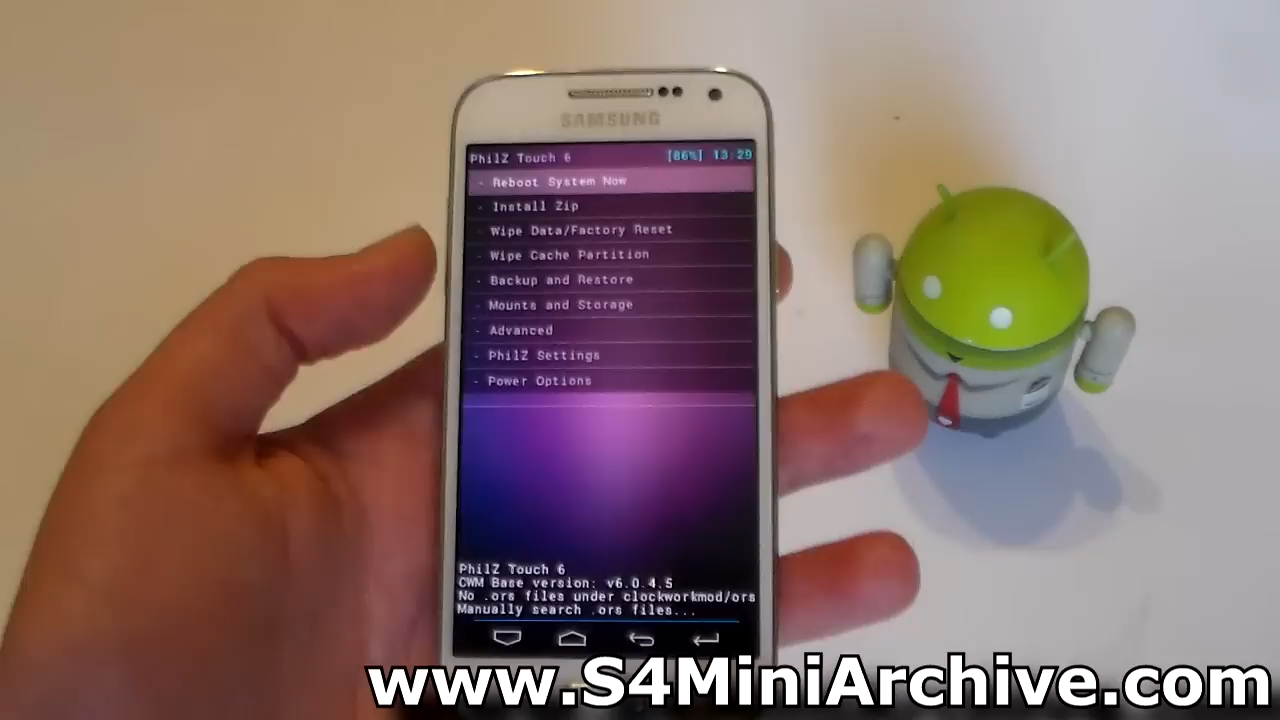 SAMSUNG
PhilZ Touch 6 [86%] 13:29
- Reboot System Now
- Install Zip
- Wipe Data/Factory Reset
- Wipe Cache Partition
- Backup and Restore
- Mounts and Storage
- Advanced
- PhilZ Settings
- Power Options
PhilZ Touch 6
CWM Base version: v6.0.4.5
No .ors files under clockworkmod/ors
Manually search .ors files...
www.S4MiniArchive.com